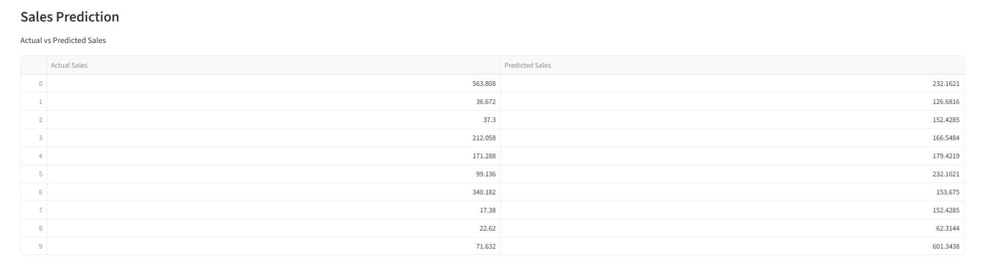 Sales Prediction
Actual vs Predicted Sales
Actual Sales Predicted Sales
0 563.808 232.1621
1 36.672 126.6816
2 37.3 152.4285
3 212.058 166.5484
4 171.288 179.4219
5 99.136 232.1621
6 340.182 153.675
7 17.38 152.4285
8 22.62 62.3144
9 71.632 601.3438